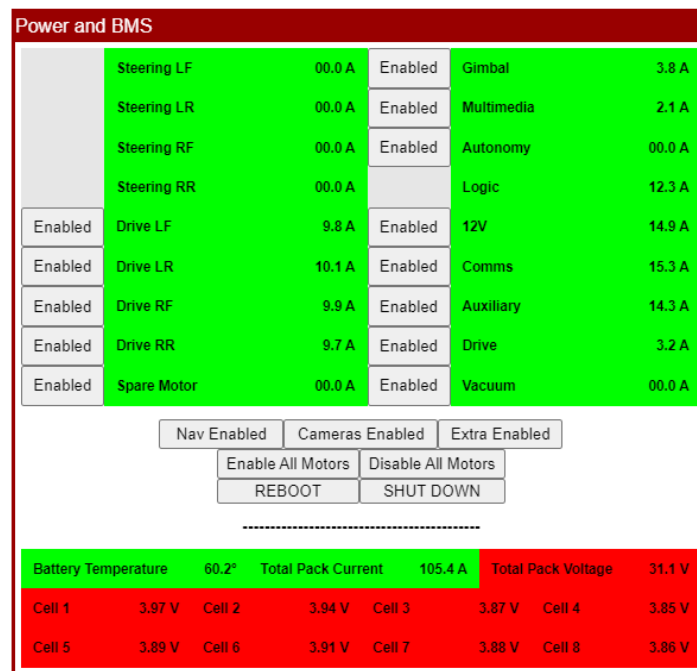 Power and BMS
Steering LF 00.0 A Enabled Gimbal 3.8 A
Steering LR 00.0 A Enabled Multimedia 2.1 A
Steering RF 00.0 A Enabled Autonomy 00.0 A
Steering RR 00.0 A Logic 12.3 A
Enabled Drive LF 9.8 A Enabled 12V 14.9 A
Enabled Drive LR 10.1 A Enabled Comms 15.3 A
Enabled Drive RF 9.9 A Enabled Auxiliary 14.3 A
Enabled Drive RR 9.7 A Enabled Drive 3.2 A
Enabled Spare Motor 00.0 A Enabled Vacuum 00.0 A
Nav Enabled Cameras Enabled Extra Enabled
Enable All Motors Disable All Motors
REBOOT SHUT DOWN
-------------------------------------------
Battery Temperature 60.2° Total Pack Current 105.4 A Total Pack Voltage 31.1 V
Cell 1 3.97 V Cell 2 3.94 V Cell 3 3.87 V Cell 4 3.85 V
Cell 5 3.89 V Cell 6 3.91 V Cell 7 3.88 V Cell 8 3.86 V